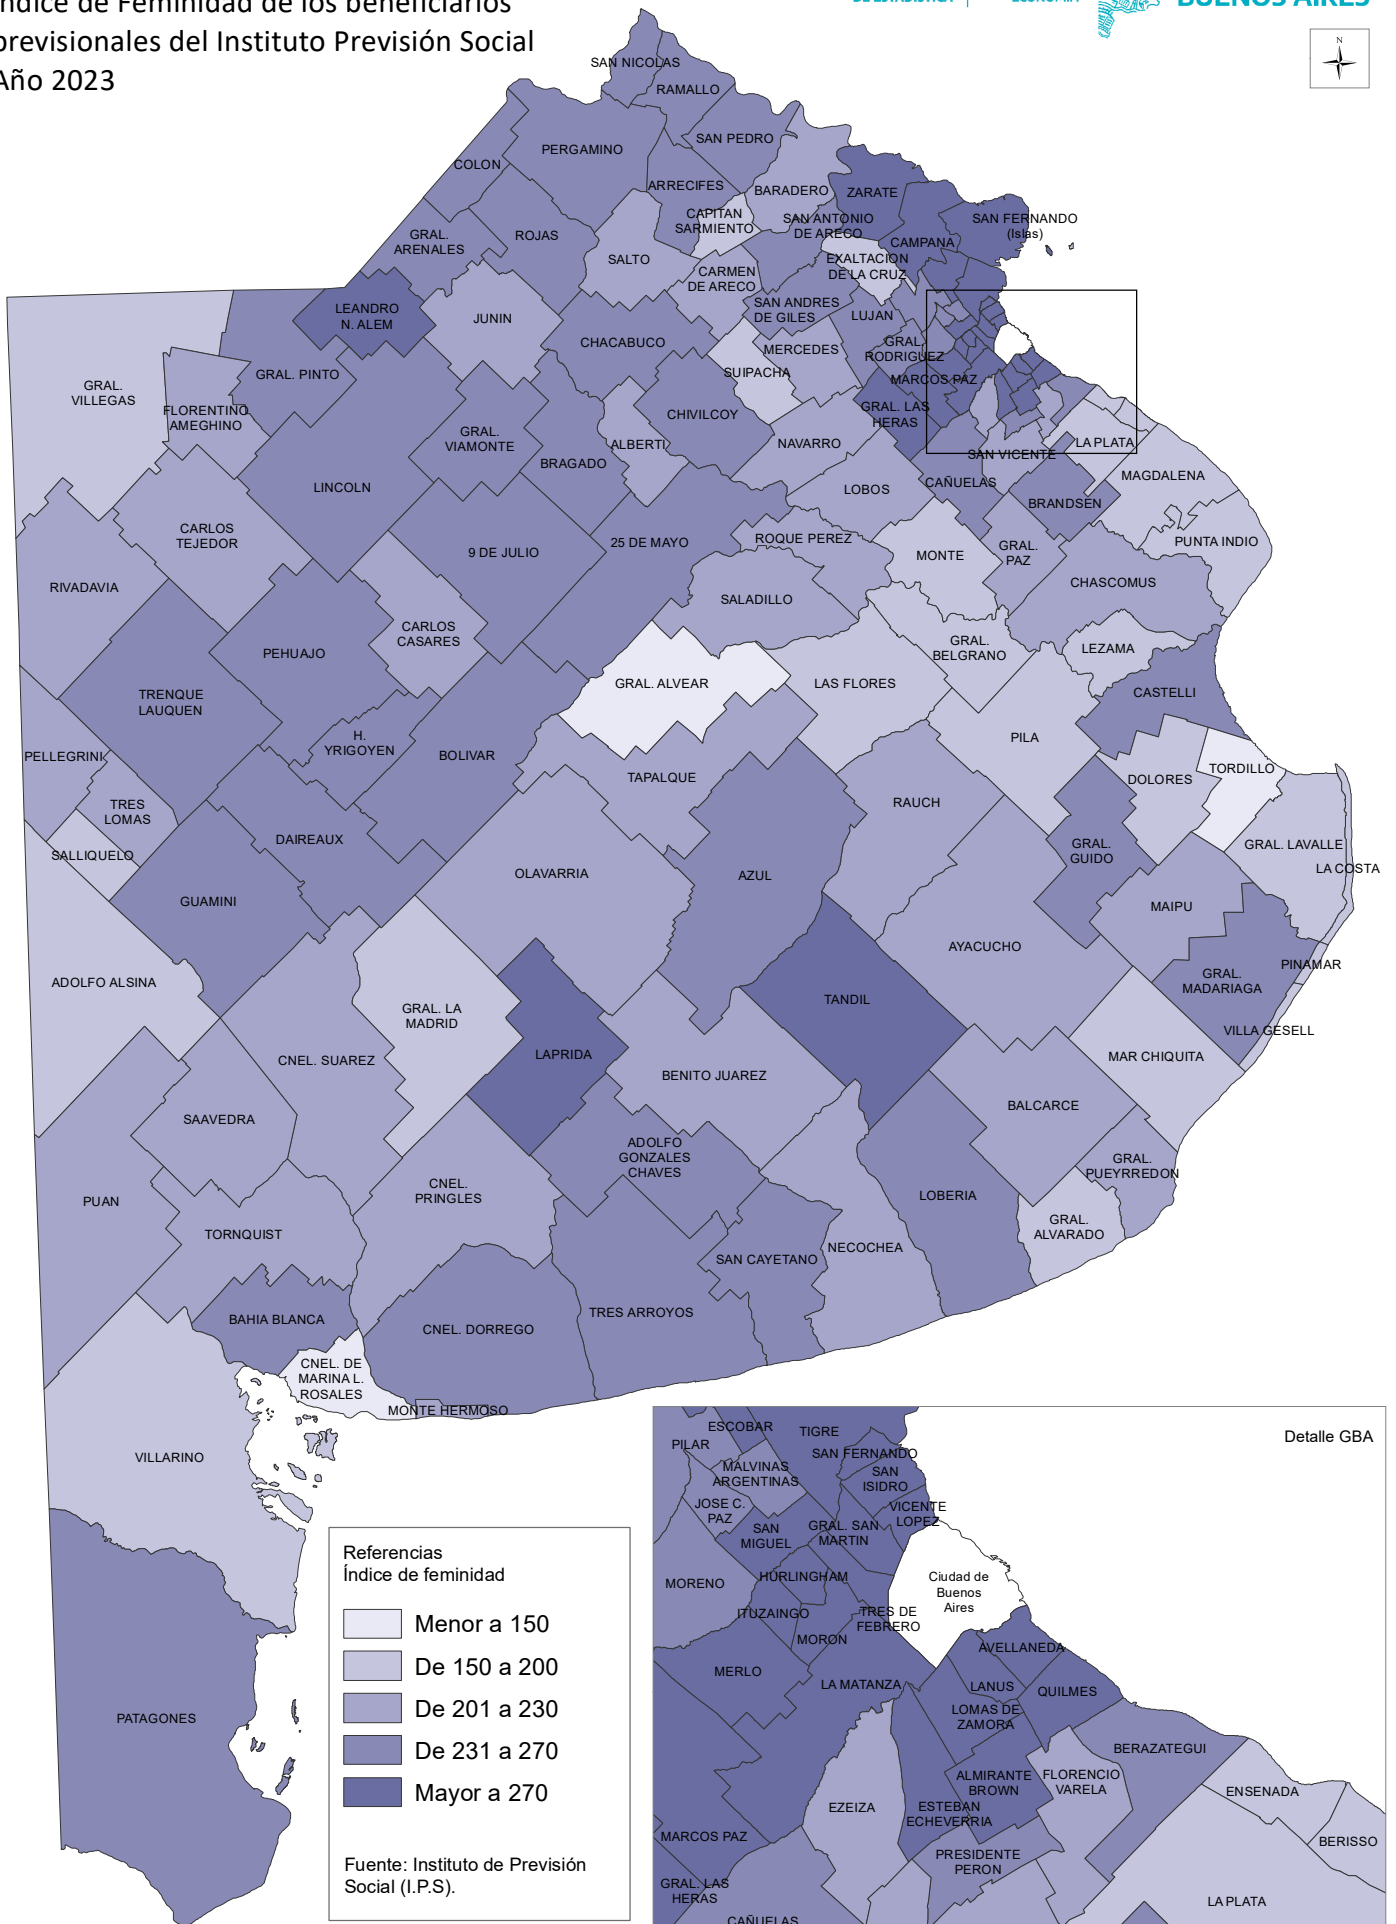 Índice de Feminidad de los beneficiarios
previsionales del Instituto Previsión Social
Año 2023
DE ESTADÍSTICA
ECONOMÍA
BUENOS AIRES
N
SAN NICOLAS
RAMALLO
SAN PEDRO
PERGAMINO
COLON
ARRECIFES
BARADERO
ZARATE
CAPITAN
SARMIENTO
SAN ANTONIO
DE ARECO
SAN FERNANDO
(Islas)
CAMPANA
GRAL.
ARENALES
ROJAS
SALTO
CARMEN
DE ARECO
EXALTACION
DE LA CRUZ
LEANDRO
N. ALEM
JUNIN
SAN ANDRES
DE GILES
LUJAN
CHACABUCO
MERCEDES
GRAL.
RODRIGUEZ
SUIPACHA
MARCOS PAZ
GRAL. PINTO
GRAL.
VILLEGAS
FLORENTINO
AMEGHINO
CHIVILCOY
GRAL. LAS
HERAS
GRAL.
VIAMONTE
ALBERTI
NAVARRO
LA PLATA
SAN VICENTE
BRAGADO
LINCOLN
LOBOS
CAÑUELAS
MAGDALENA
BRANDSEN
CARLOS
TEJEDOR
9 DE JULIO
25 DE MAYO
ROQUE PEREZ
MONTE
GRAL.
PAZ
PUNTA INDIO
RIVADAVIA
SALADILLO
CHASCOMUS
CARLOS
CASARES
PEHUAJO
GRAL.
BELGRANO
LEZAMA
GRAL. ALVEAR
LAS FLORES
CASTELLI
TRENQUE
LAUQUEN
H.
YRIGOYEN
BOLIVAR
PILA
PELLEGRINI
TAPALQUE
DOLORES
TORDILLO
TRES
LOMAS
RAUCH
DAIREAUX
GRAL.
GUIDO
GRAL. LAVALLE
SALLIQUELO
LA COSTA
GUAMINI
OLAVARRIA
AZUL
MAIPU
AYACUCHO
ADOLFO ALSINA
PINAMAR
GRAL.
MADARIAGA
GRAL. LA
MADRID
TANDIL
VILLA GESELL
CNEL. SUAREZ
LAPRIDA
MAR CHIQUITA
BENITO JUAREZ
SAAVEDRA
BALCARCE
ADOLFO
GONZALES
CHAVES
GRAL.
PUEYRREDON
PUAN
CNEL.
PRINGLES
LOBERIA
TORNQUIST
GRAL.
ALVARADO
SAN CAYETANO
NECOCHEA
BAHIA BLANCA
CNEL. DORREGO
TRES ARROYOS
CNEL. DE
MARINA L.
ROSALES
MONTE HERMOSO
VILLARINO
PATAGONES
Referencias
Índice de feminidad
Menor a 150
De 150 a 200
De 201 a 230
De 231 a 270
Mayor a 270
Fuente: Instituto de Previsión
Social (I.P.S).
Detalle GBA
ESCOBAR
TIGRE
PILAR
SAN FERNANDO
MALVINAS
ARGENTINAS
SAN
ISIDRO
JOSE C.
PAZ
VICENTE
LOPEZ
SAN
MIGUEL
GRAL. SAN
MARTIN
MORENO
HURLINGHAM
Ciudad de
Buenos
Aires
ITUZAINGO
TRES DE
FEBRERO
MORON
AVELLANEDA
MERLO
LA MATANZA
LANUS
QUILMES
LOMAS DE
ZAMORA
BERAZATEGUI
ALMIRANTE
BROWN
FLORENCIO
VARELA
ENSENADA
EZEIZA
ESTEBAN
ECHEVERRIA
MARCOS PAZ
BERISSO
PRESIDENTE
PERON
GRAL. LAS
HERAS
LA PLATA
CAÑUELAS